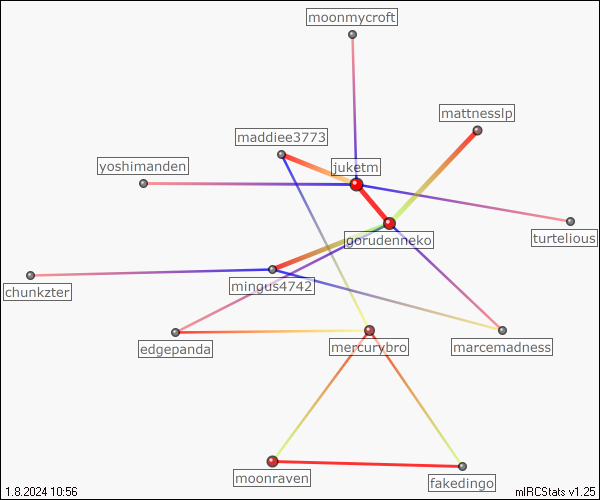 moonmycroft
mattnesslp
maddiee3773
yoshimanden
juketm
turtelious
gorudenneko
chunkzter
mingus4742
edgepanda
mercurybro
marcemadness
moonraven
fakedingo
1.8.2024 10:56
mIRCStats v1.25